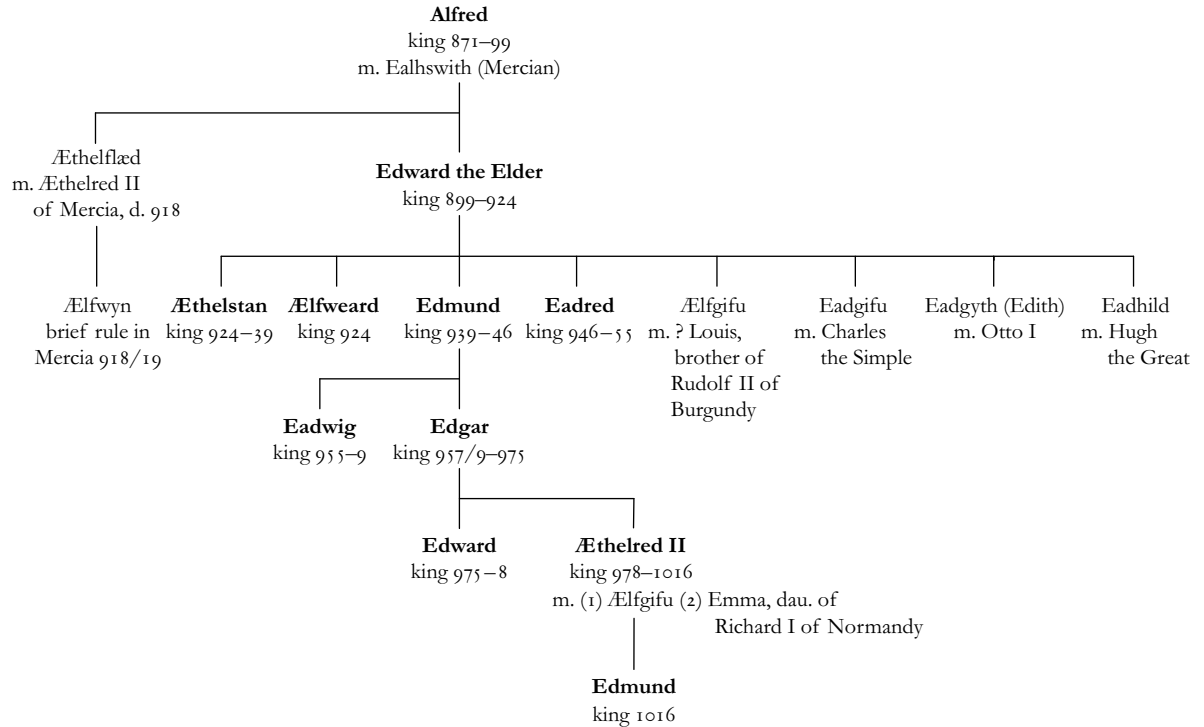 Alfred
king 871–99
m. Ealhswith (Mercian)
Æthelflæd
m. Æthelred II
of Mercia, d. 918
Edward the Elder
king 899–924
Ælfwyn
brief rule in
Mercia 918/19
Æthelstan
king 924–39
Ælfweard
king 924
Edmund
king 939–46
Eadred
king 946–55
Ælfgifu
m. ? Louis,
brother of
Rudolf II of
Burgundy
Eadgifu
m. Charles
the Simple
Eadgyth (Edith)
m. Otto I
Eadhild
m. Hugh
the Great
Eadwig
king 955–9
Edgar
king 957/9–975
Edward
king 975–8
Æthelred II
king 978–1016
m. (1) Ælfgifu (2) Emma, dau. of
Richard I of Normandy
Edmund
king 1016